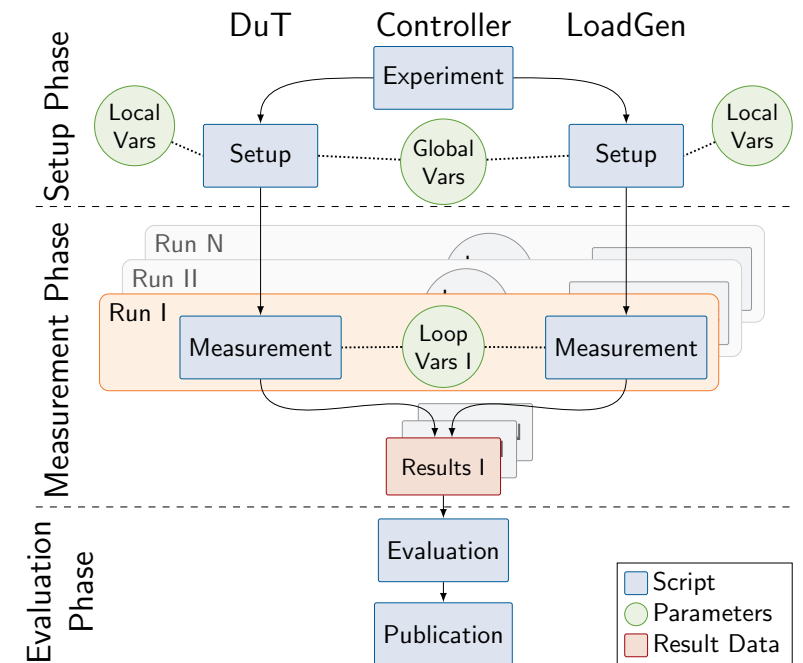 DuT
Controller
LoadGen
Setup Phase
Experiment
Local
Vars
Setup
Global
Vars
Setup
Local
Vars
Measurement Phase
Run N
Run II
Run I
Measurement
Loop
Vars I
Measurement
Results I
Evaluation
Phase
Evaluation
Publication
Script
Parameters
Result Data